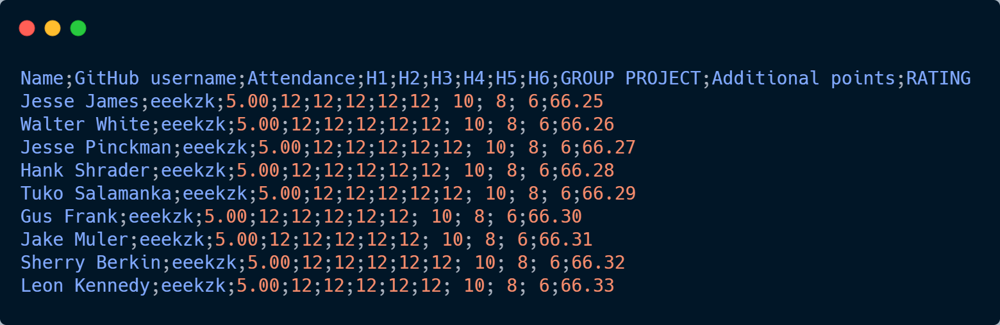 Name;GitHub username;Attendance;H1;H2;H3;H4;H5;H6;GROUP PROJECT;Additional points;RATING
Jesse James;eeekzk;5.00;12;12;12;12;12; 10; 8; 6;66.25
Walter White;eeekzk;5.00;12;12;12;12;12; 10; 8; 6;66.26
Jesse Pinckman;eeekzk;5.00;12;12;12;12;12; 10; 8; 6;66.27
Hank Shrader;eeekzk;5.00;12;12;12;12;12; 10; 8; 6;66.28
Tuko Salamanka;eeekzk;5.00;12;12;12;12;12; 10; 8; 6;66.29
Gus Frank;eeekzk;5.00;12;12;12;12;12; 10; 8; 6;66.30
Jake Muler;eeekzk;5.00;12;12;12;12;12; 10; 8; 6;66.31
Sherry Berkin;eeekzk;5.00;12;12;12;12;12; 10; 8; 6;66.32
Leon Kennedy;eeekzk;5.00;12;12;12;12;12; 10; 8; 6;66.33